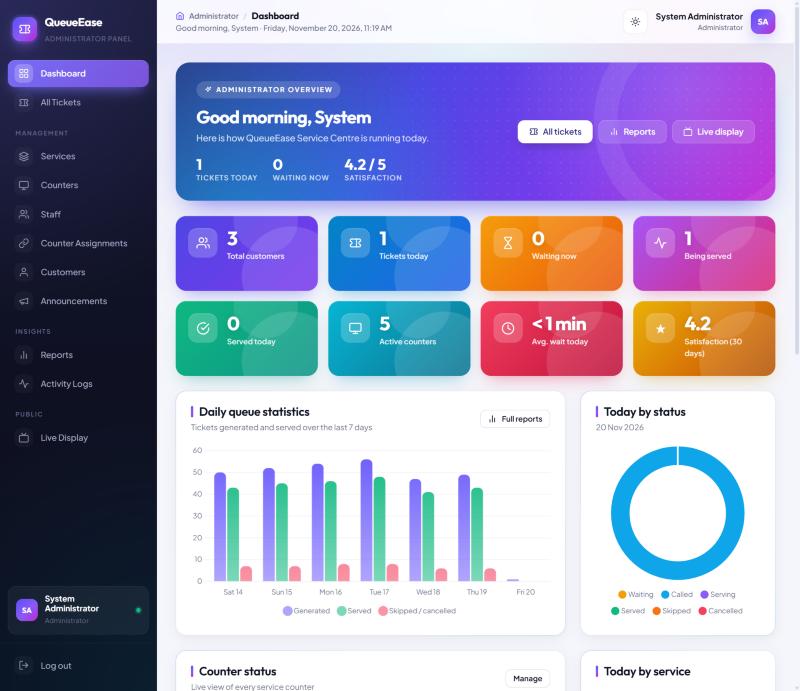 QueueEase
ADMINISTRATOR PANEL
Dashboard
All Tickets
MANAGEMENT
Services
Counters
Staff
Counter Assignments
Customers
Announcements
INSIGHTS
Reports
Activity Logs
PUBLIC
Live Display
SA
System
Administrator
Administrator
Log out
Administrator / Dashboard
Good morning, System · Friday, November 20, 2026, 11:19 AM
System Administrator
Administrator
SA
ADMINISTRATOR OVERVIEW
Good morning, System
Here is how QueueEase Service Centre is running today.
1
TICKETS TODAY
0
WAITING NOW
4.2 / 5
SATISFACTION
All tickets
Reports
Live display
3
Total customers
1
Tickets today
0
Waiting now
1
Being served
0
Served today
5
Active counters
< 1 min
Avg. wait today
4.2
Satisfaction (30
days)
Daily queue statistics
Tickets generated and served over the last 7 days
Full reports
60
50
40
30
20
10
0
Sat 14 Sun 15 Mon 16 Tue 17 Wed 18 Thu 19 Fri 20
Generated Served Skipped / cancelled
Today by status
20 Nov 2026
Waiting Called Serving
Served Skipped Cancelled
Counter status
Live view of every service counter
Manage
Today by service